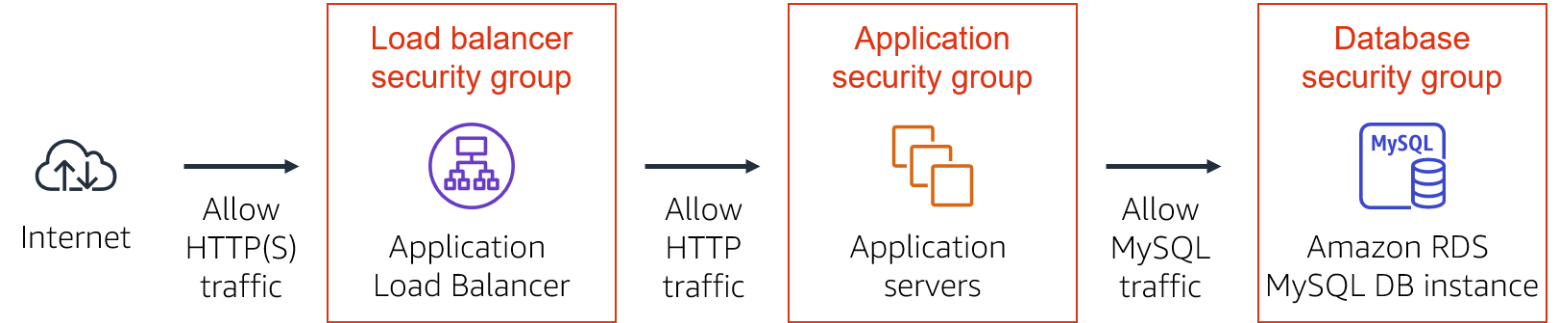 Load balancer
security group
Application
security group
Database
security group
MySQL
Internet
Allow
HTTP(S)
traffic
Application
Load Balancer
Allow
HTTP
traffic
Application
servers
Allow
MySQL
traffic
Amazon RDS
MySQL DB instance